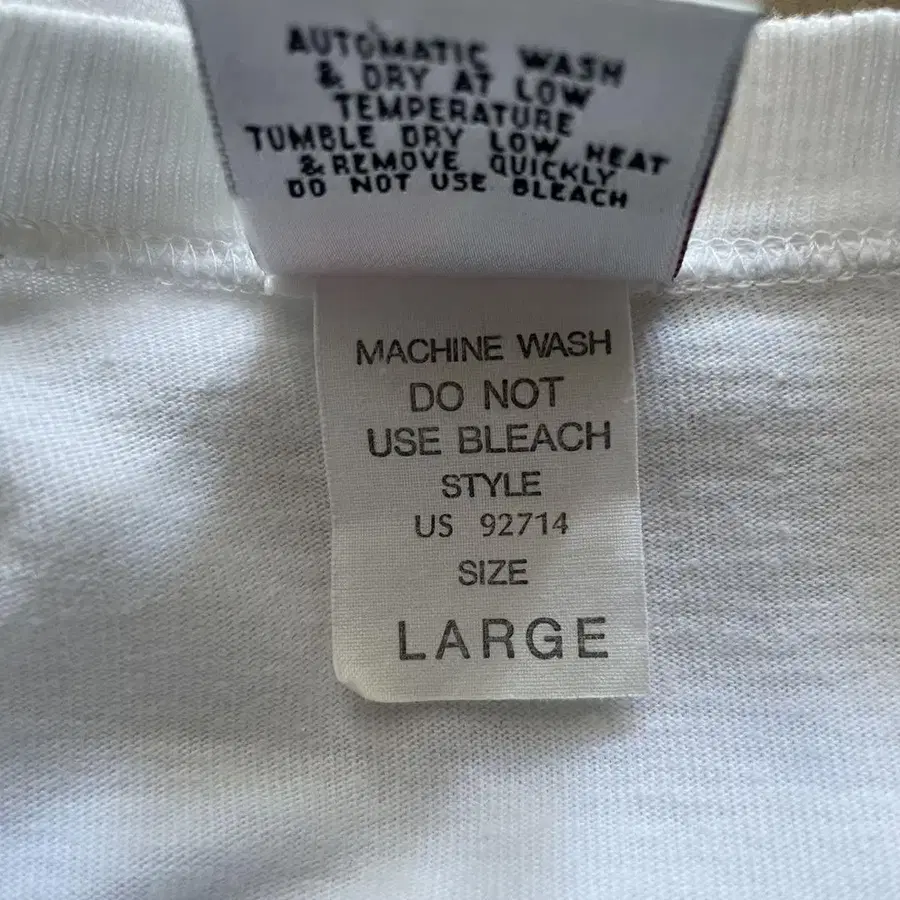 AUTOMATIC WASH
& DRY AT LOW
TEMPERATURE
TUMBLE DRY LOW HEAT
& REMOVE QUICKLY
DO NOT USE BLEACH
MACHINE WASH
DO NOT
USE BLEACH
STYLE
US 92714
SIZE
LARGE